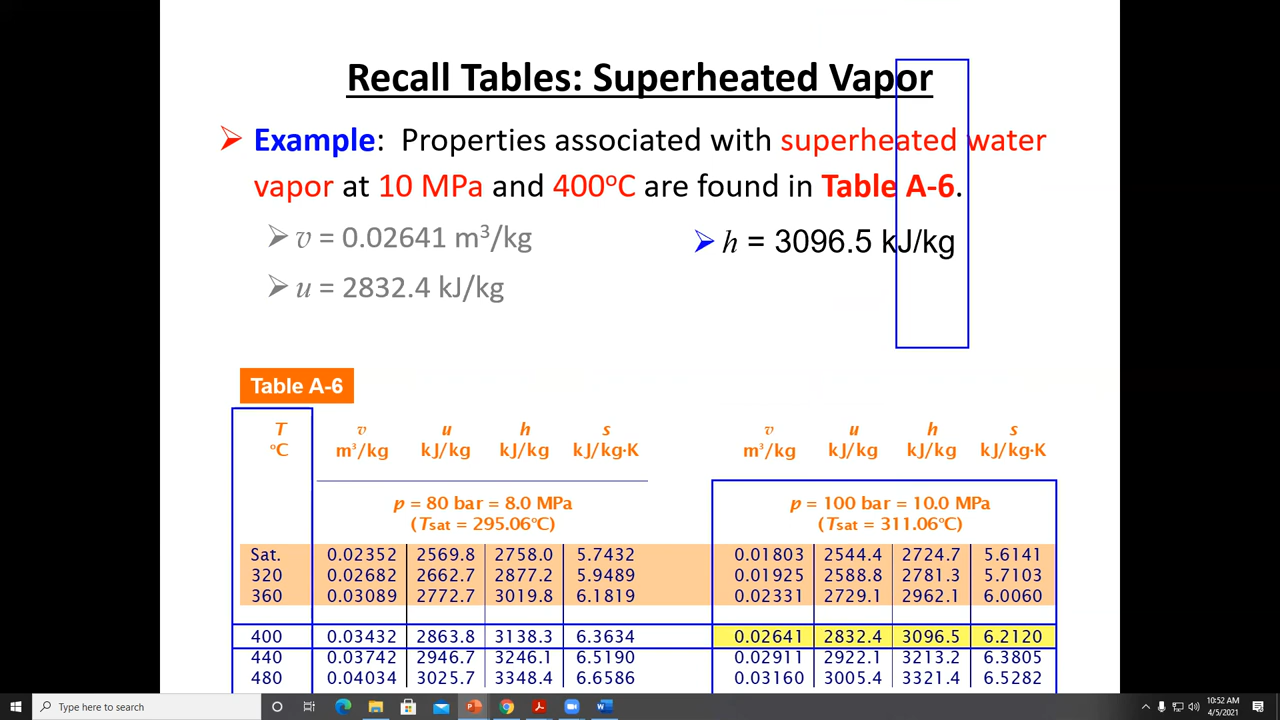 Recall Tables: Superheated Vapor
Example: Properties associated with superheated water
vapor at 10 MPa and 400°C are found in Table A-6.
v = 0.02641 m³/kg
h = 3096.5 kJ/kg
u = 2832.4 kJ/kg
Table A-6
T v u h s v u h s
°C m³/kg kJ/kg kJ/kg kJ/kg·K m³/kg kJ/kg kJ/kg kJ/kg·K
p = 80 bar = 8.0 MPa p = 100 bar = 10.0 MPa
(Tsat = 295.06°C) (Tsat = 311.06°C)
Sat. 0.02352 2569.8 2758.0 5.7432 0.01803 2544.4 2724.7 5.6141
320 0.02682 2662.7 2877.2 5.9489 0.01925 2588.8 2781.3 5.7103
360 0.03089 2772.7 3019.8 6.1819 0.02331 2729.1 2962.1 6.0060
400 0.03432 2863.8 3138.3 6.3634 0.02641 2832.4 3096.5 6.2120
440 0.03742 2946.7 3246.1 6.5190 0.02911 2922.1 3213.2 6.3805
480 0.04034 3025.7 3348.4 6.6586 0.03160 3005.4 3321.4 6.5282
Type here to search
10:52 AM
4/5/2021